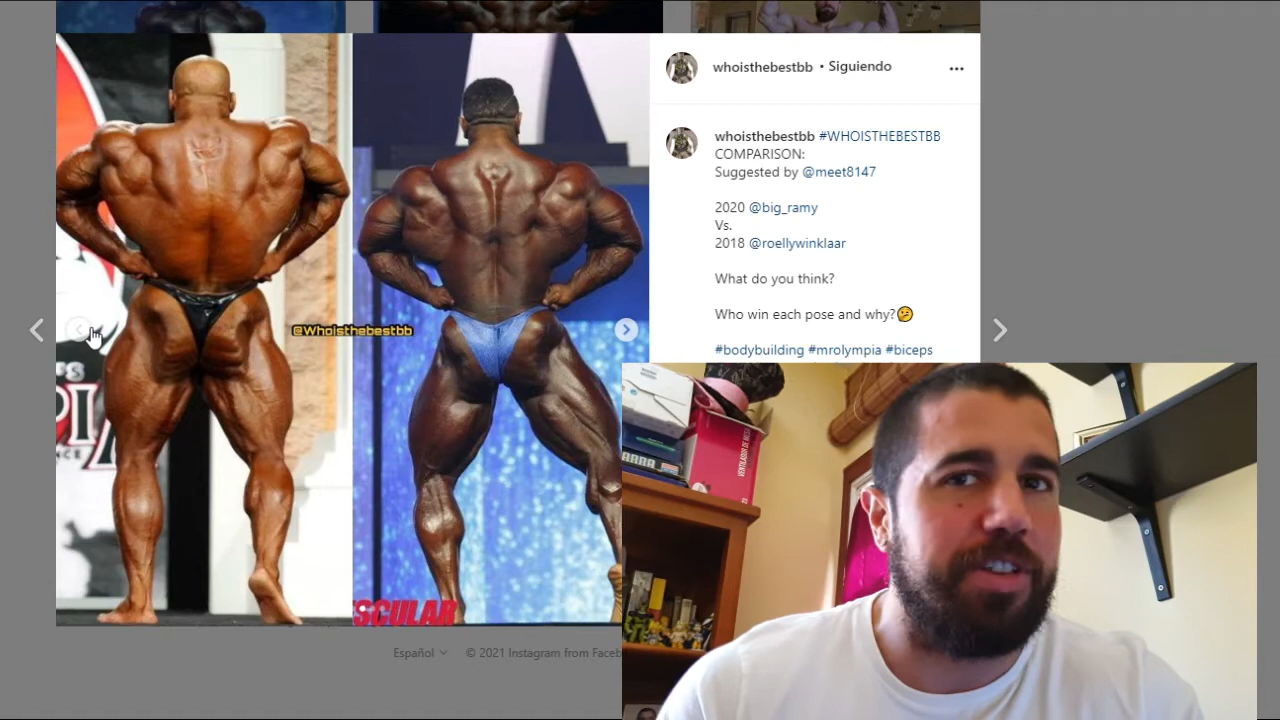 whoisthebestbb • Siguiendo
whoisthebestbb #WHOISTHEBESTBB
COMPARISON:
Suggested by @meet8147
2020 @big_ramy
Vs.
2018 @roellywinklaar
What do you think?
Who win each pose and why?🤔
#bodybuilding #mrolympia #biceps
@Whoisthebestbb
SCULAR
Español
© 2021 Instagram from Faceb